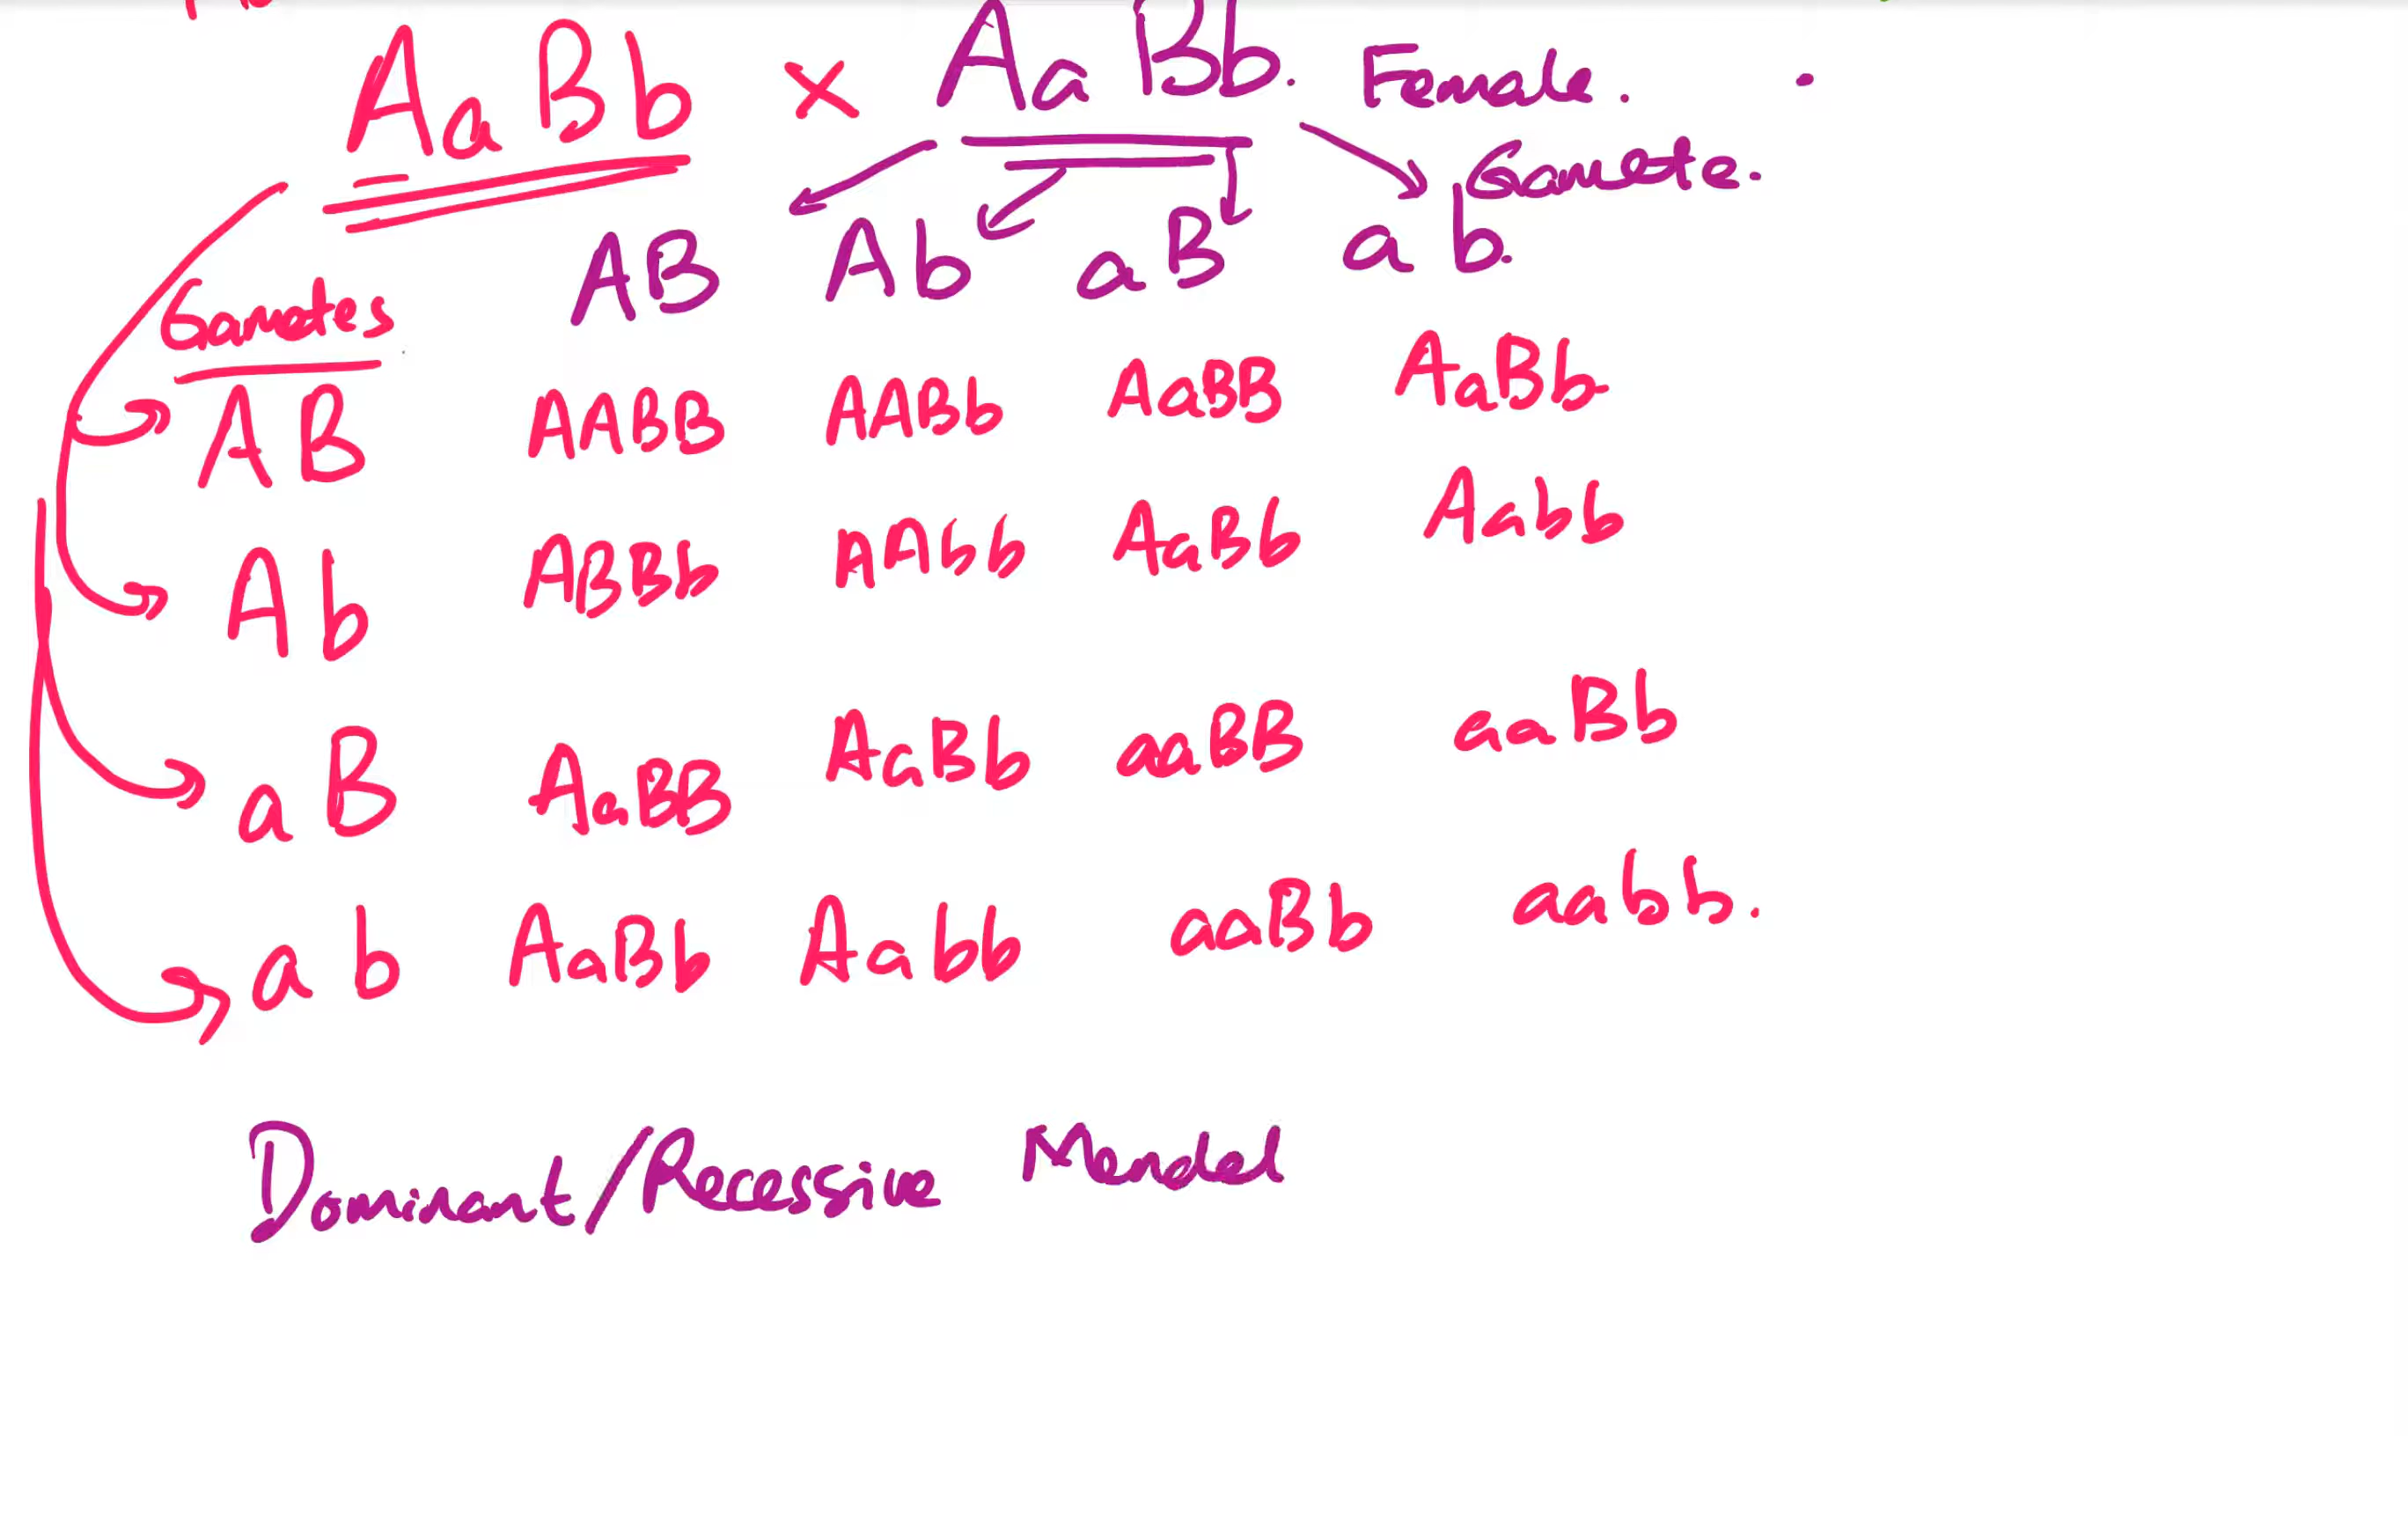 AaBb × AaBb. Female.
Gamete.
AB Ab aB ab.
Gametes
AB AABB AABb AaBB AaBb
Ab ABBb AAbb AaBb Aabb
aB AaBB AaBb aaBB aaBb
ab AaBb Aabb aaBb aabb.
Dominant/Recessive Mendel